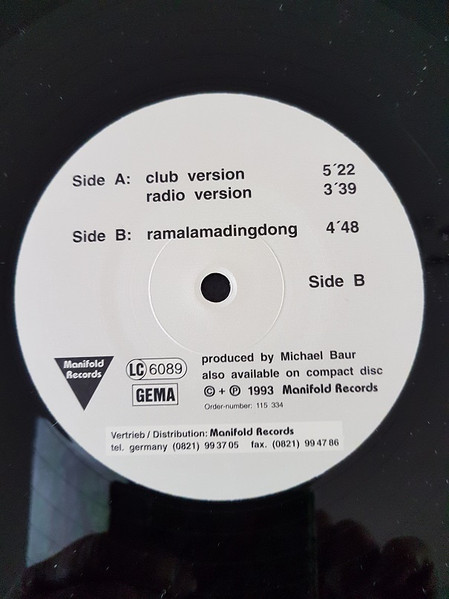 Side A: club version 5´22
radio version 3´39
Side B: ramalamadingdong 4´48
Side B
Manifold Records
LC 6089
GEMA
produced by Michael Baur
also available on compact disc
© + ℗ 1993 Manifold Records
Order-number: 115 334
Vertrieb / Distribution: Manifold Records
tel. germany (0821) 99 37 05 fax. (0821) 99 47 86